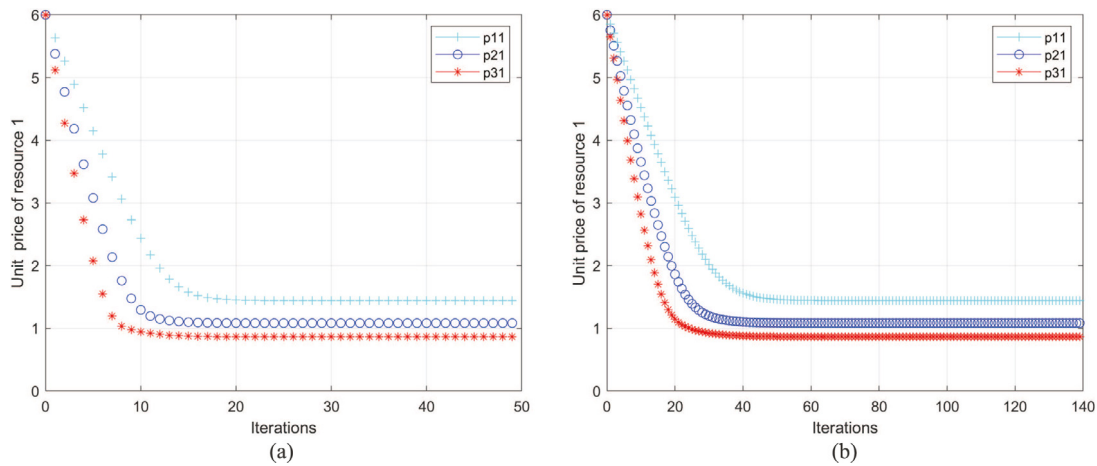 6
5
4
3
2
1
0
Unit price of resource 1
p11
p21
p31
0 10 20 30 40 50
Iterations
(a)
6
5
4
3
2
1
0
Unit price of resource 1
p11
p21
p31
0 20 40 60 80 100 120 140
Iterations
(b)